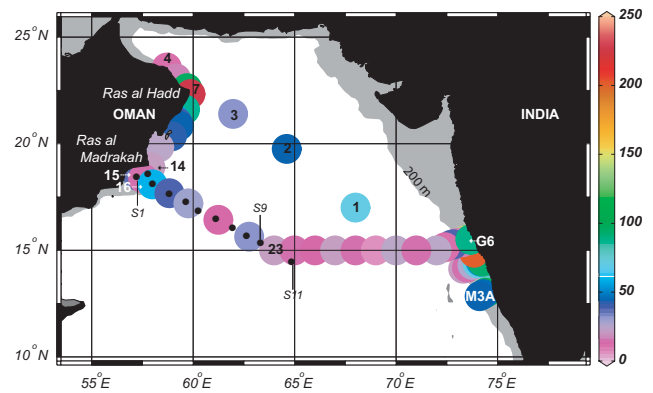 25°N
20°N
15°N
10°N
55°E
60°E
65°E
70°E
75°E
OMAN
INDIA
Ras al Hadd
Ras al
Madrakah
200 m
4
7
3
2
1
8
14
15
16
23
S1
S9
S11
G6
M3A
250
200
150
100
50
0